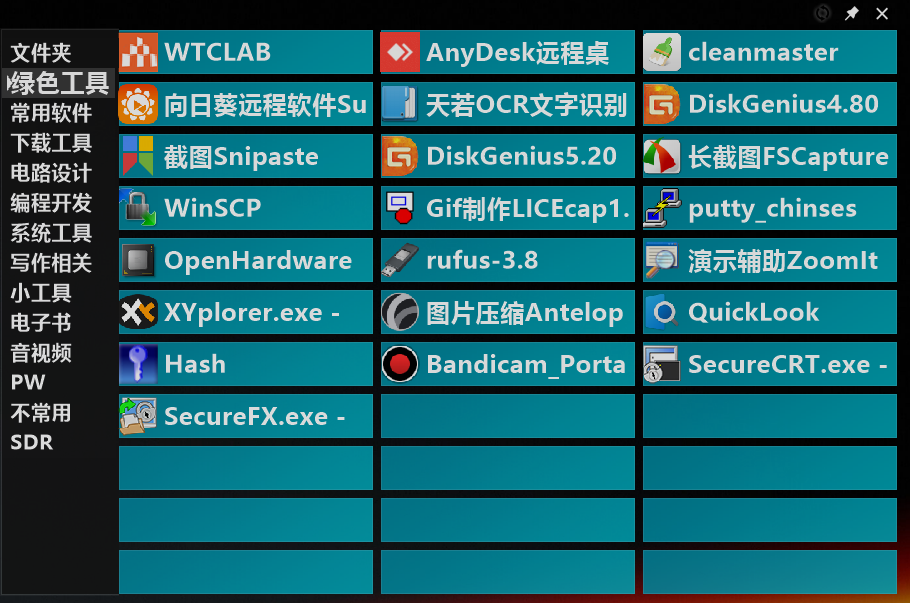 文件夹
绿色工具
常用软件
下载工具
电路设计
编程开发
系统工具
写作相关
小工具
电子书
音视频
PW
不常用
SDR
WTCLAB
AnyDesk远程桌
cleanmaster
向日葵远程软件Su
天若OCR文字识别
DiskGenius4.80
截图Snipaste
DiskGenius5.20
长截图FSCapture
WinSCP
Gif制作LICEcap1.
putty_chinses
OpenHardware
rufus-3.8
演示辅助ZoomIt
XYplorer.exe -
图片压缩Antelop
QuickLook
Hash
Bandicam_Porta
SecureCRT.exe -
SecureFX.exe -